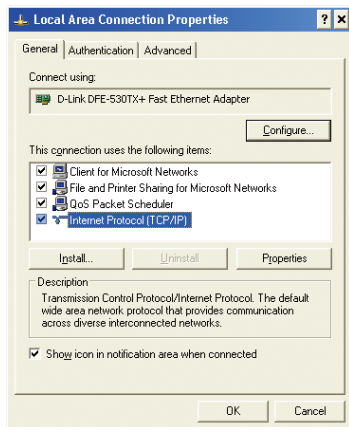 Local Area Connection Properties
General Authentication Advanced
Connect using:
D-Link DFE-530TX+ Fast Ethernet Adapter
Configure...
This connection uses the following items:
Client for Microsoft Networks
File and Printer Sharing for Microsoft Networks
QoS Packet Scheduler
Internet Protocol (TCP/IP)
Install... Uninstall Properties
Description
Transmission Control Protocol/Internet Protocol. The default
wide area network protocol that provides communication
across diverse interconnected networks.
Show icon in notification area when connected
OK Cancel